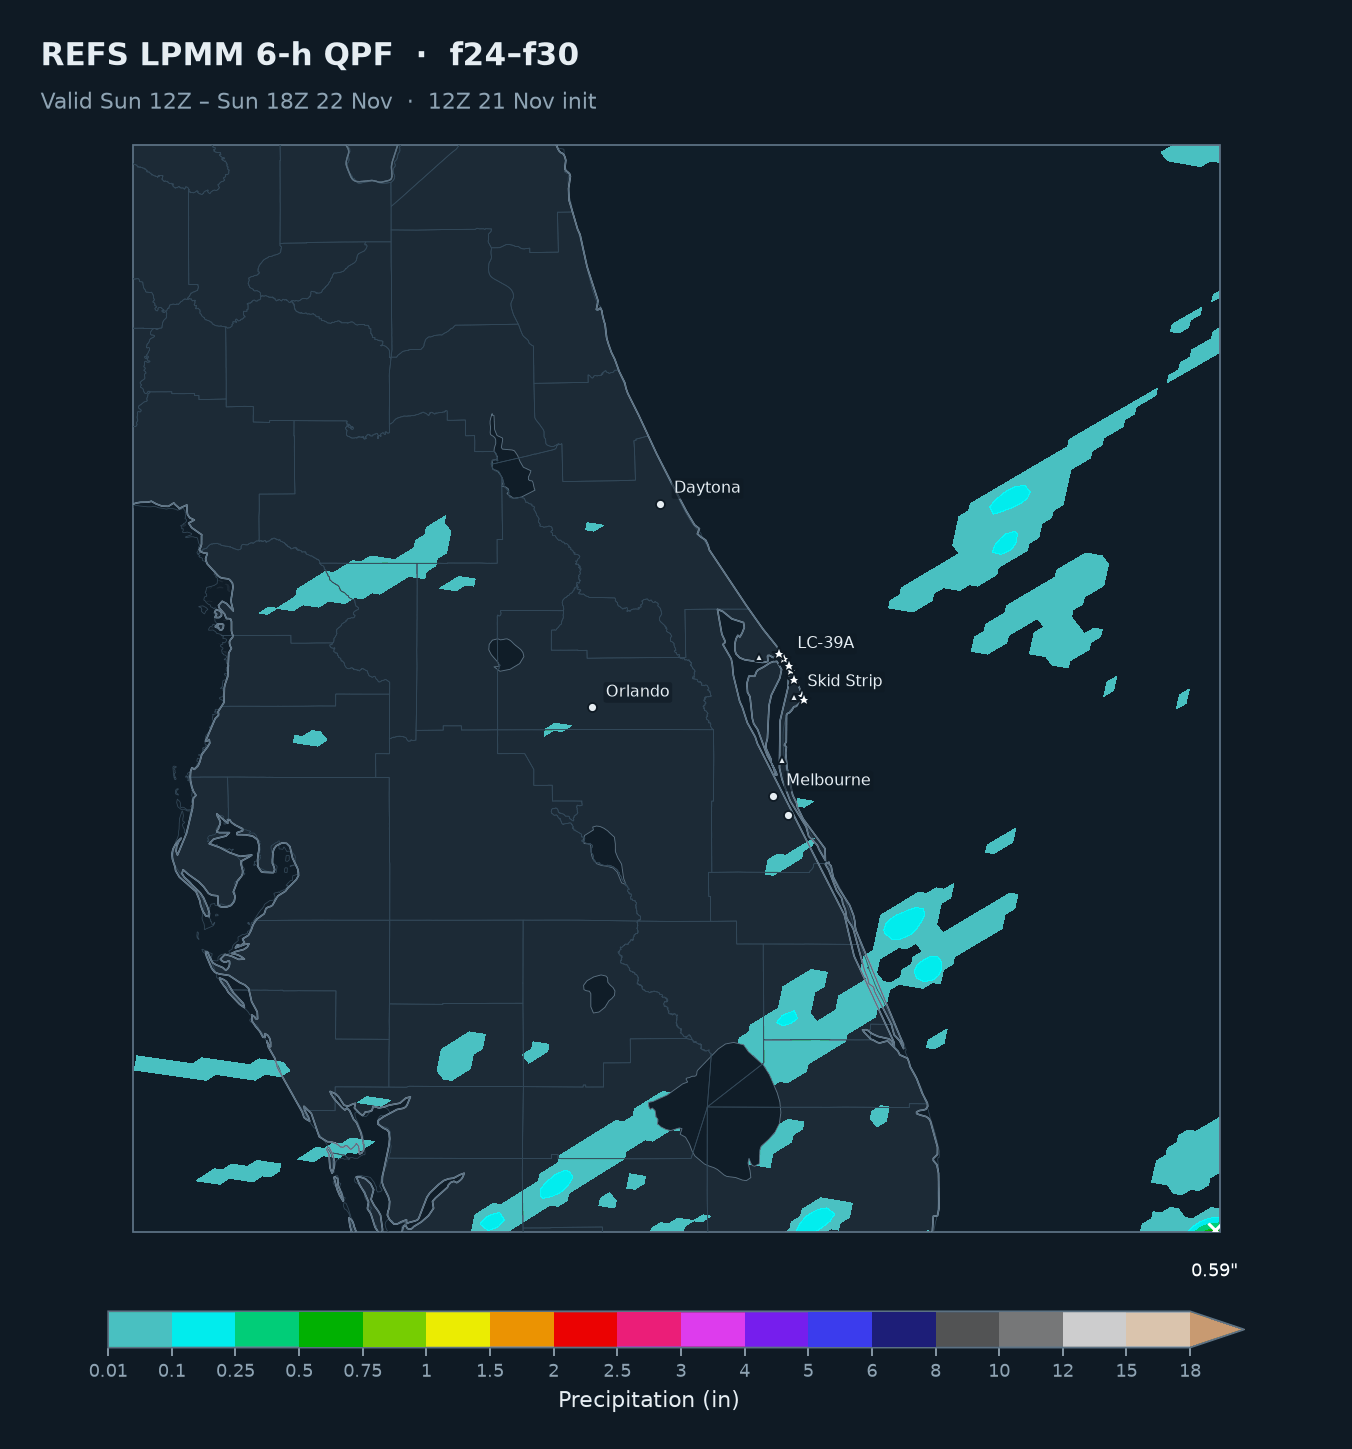 REFS LPMM 6-h QPF · f24–f30
Valid Sun 12Z – Sun 18Z 22 Nov · 12Z 21 Nov init
Daytona
LC-39A
Skid Strip
Orlando
Melbourne
0.59"
0.01 0.1 0.25 0.5 0.75 1 1.5 2 2.5 3 4 5 6 8 10 12 15 18
Precipitation (in)